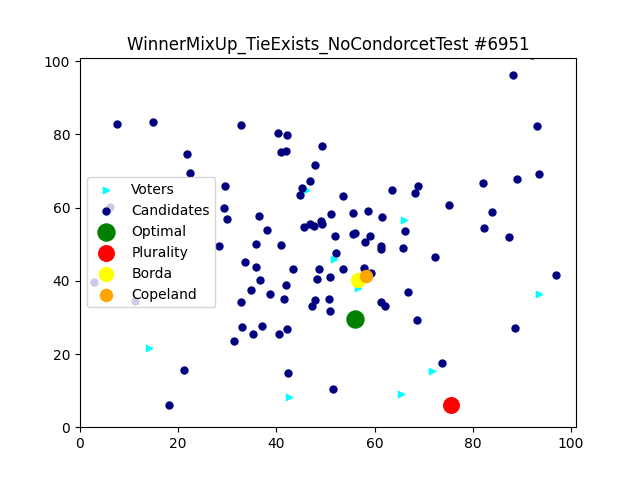 WinnerMixUp_TieExists_NoCondorcetTest #6951
100
80
60
40
20
0
Voters
Candidates
Optimal
Plurality
Borda
Copeland
0 20 40 60 80 100